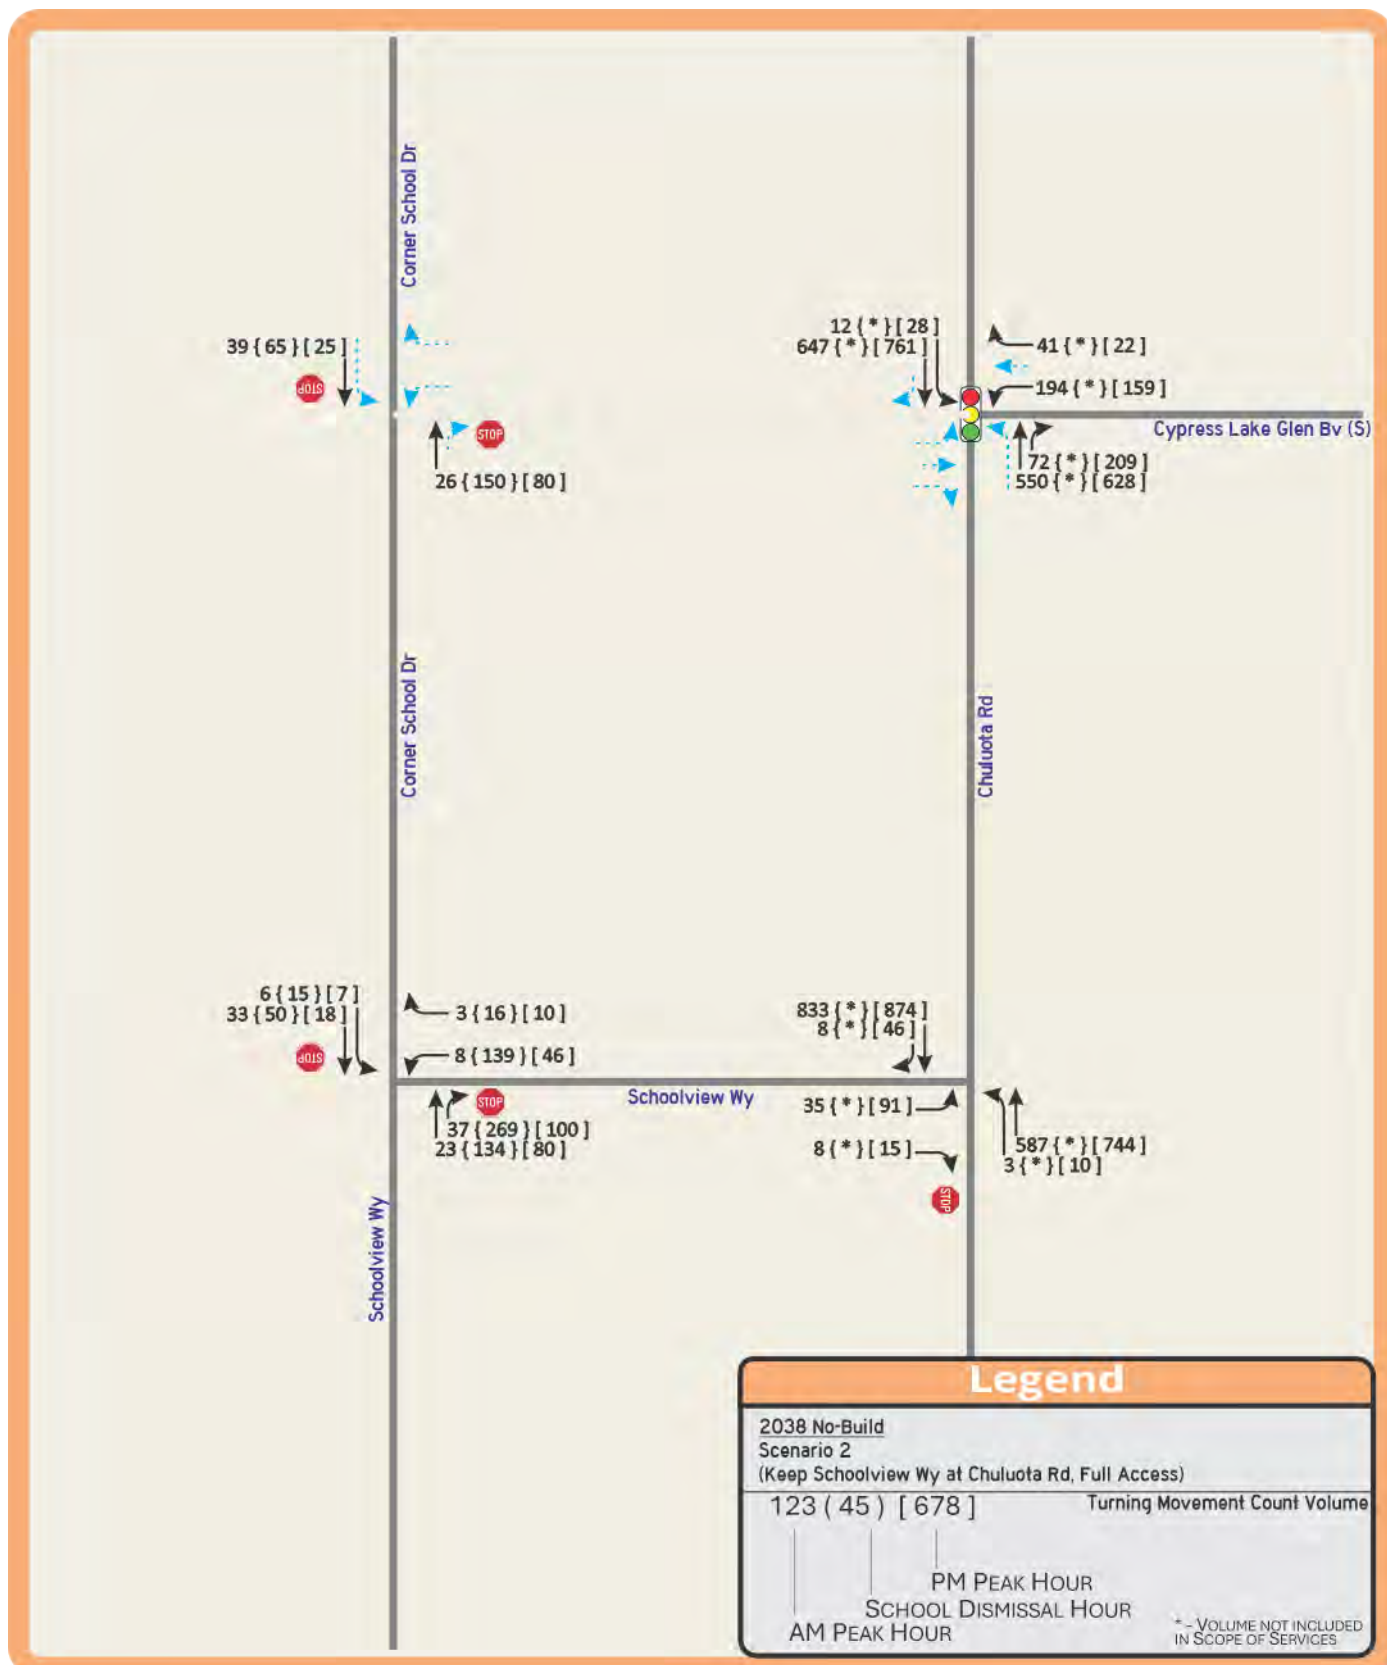 Corner School Dr
12 { * } [ 28 ]
647 { * } [ 761 ]
39 { 65 } [ 25 ]
41 { * } [ 22 ]
STOP
194 { * } [ 159 ]
STOP
Cypress Lake Glen Bv (S)
72 { * } [ 209 ]
550 { * } [ 628 ]
26 { 150 } [ 80 ]
Corner School Dr
Chuluota Rd
6 { 15 } [ 7 ]
33 { 50 } [ 18 ]
3 { 16 } [ 10 ]
833 { * } [ 874 ]
8 { * } [ 46 ]
STOP
8 { 139 } [ 46 ]
STOP
Schoolview Wy
35 { * } [ 91 ]
37 { 269 } [ 100 ]
23 { 134 } [ 80 ]
8 { * } [ 15 ]
587 { * } [ 744 ]
3 { * } [ 10 ]
STOP
Schoolview Wy
Legend
2038 No-Build
Scenario 2
(Keep Schoolview Wy at Chuluota Rd, Full Access)
123 ( 45 ) [ 678 ]
Turning Movement Count Volume
PM PEAK HOUR
SCHOOL DISMISSAL HOUR
AM PEAK HOUR
* - VOLUME NOT INCLUDED
IN SCOPE OF SERVICES